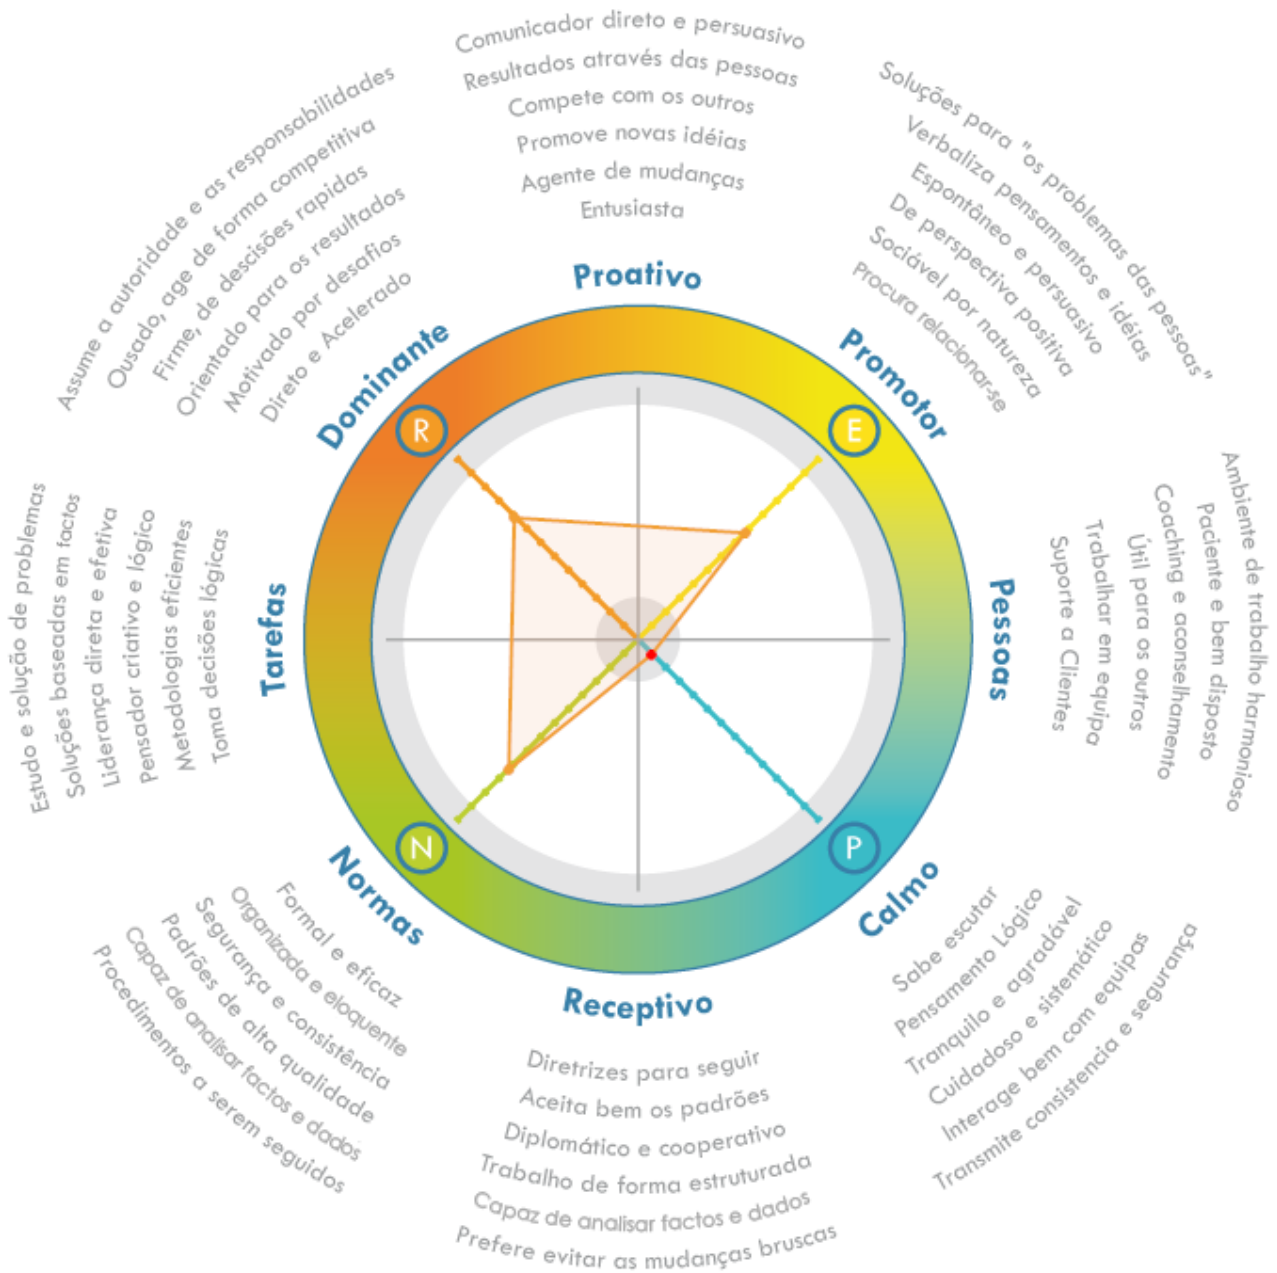 Comunicador direto e persuasivo
Resultados através das pessoas
Compete com os outros
Promove novas idéias
Agente de mudanças
Entusiasta
Proativo
Soluções para "os problemas das pessoas"
Verbaliza pensamentos e idéias
Espontâneo e persuasivo
De perspectiva positiva
Sociável por natureza
Procura relacionar-se
Promotor
E
Ambiente de trabalho harmonioso
Paciente e bem disposto
Coaching e aconselhamento
Útil para os outros
Trabalhar em equipa
Suporte a Clientes
Pessoas
P
Calmo
Sabe escutar
Pensamento Lógico
Tranquilo e agradável
Cuidadoso e sistemático
Interage bem com equipas
Transmite consistencia e segurança
Receptivo
Diretrizes para seguir
Aceita bem os padrões
Diplomático e cooperativo
Trabalho de forma estruturada
Capaz de analisar factos e dados
Prefere evitar as mudanças bruscas
N
Normas
Formal e eficaz
Organizada e eloquente
Segurança e consistência
Padrões de alta qualidade
Capaz de analisar factos e dados
Procedimentos a serem seguidos
Estudo e solução de problemas
Soluções baseadas em factos
Liderança direta e efetiva
Pensador criativo e lógico
Metodologias eficientes
Toma decisões lógicas
Tarefas
Assume a autoridade e as responsabilidades
Ousado, age de forma competitiva
Firme, de descisões rapidas
Orientado para os resultados
Motivado por desafios
Direto e Acelerado
Dominante
R